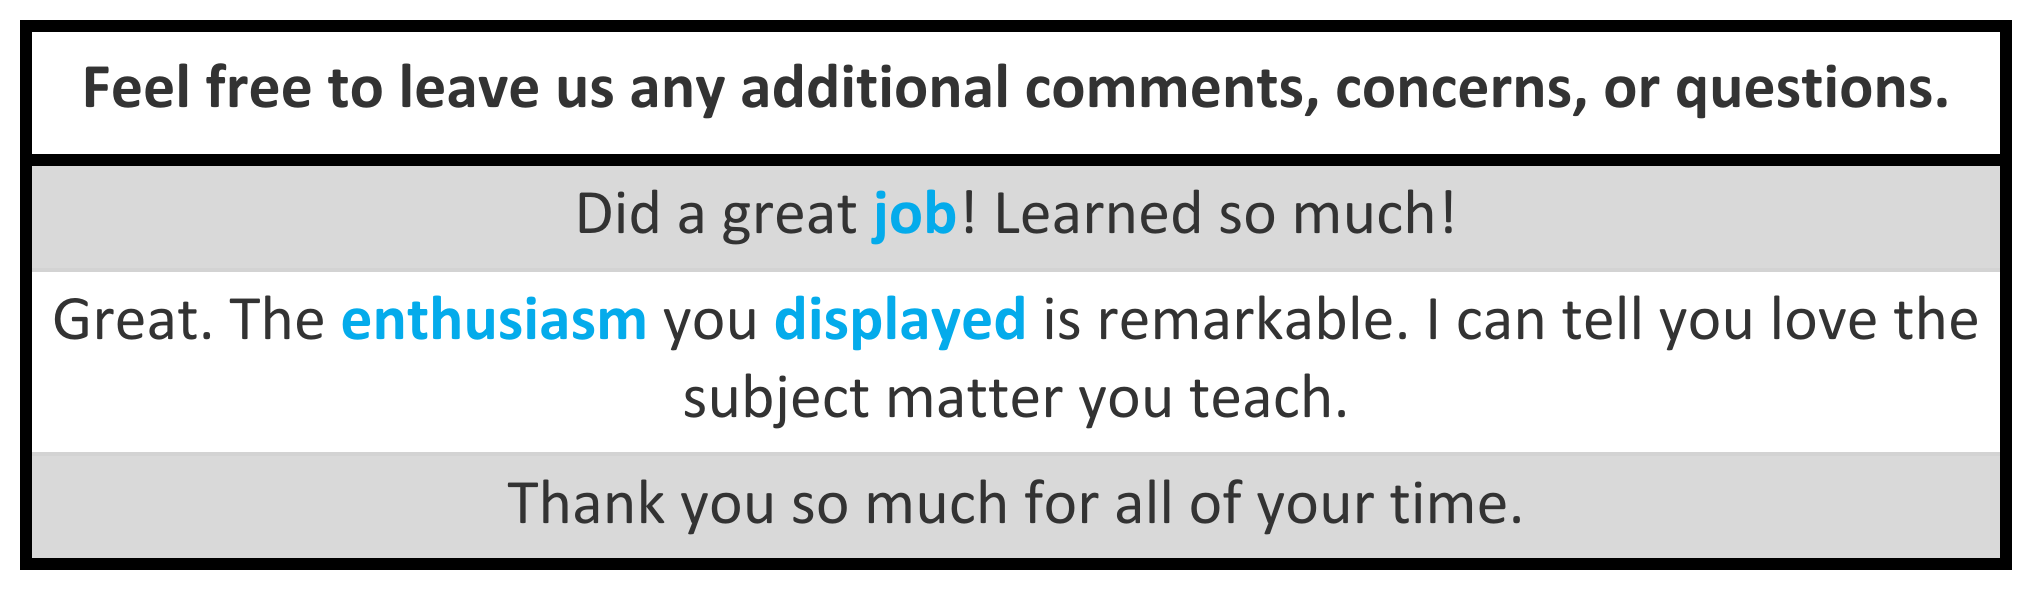 Feel free to leave us any additional comments, concerns, or questions.
Did a great job! Learned so much!
Great. The enthusiasm you displayed is remarkable. I can tell you love the
subject matter you teach.
Thank you so much for all of your time.